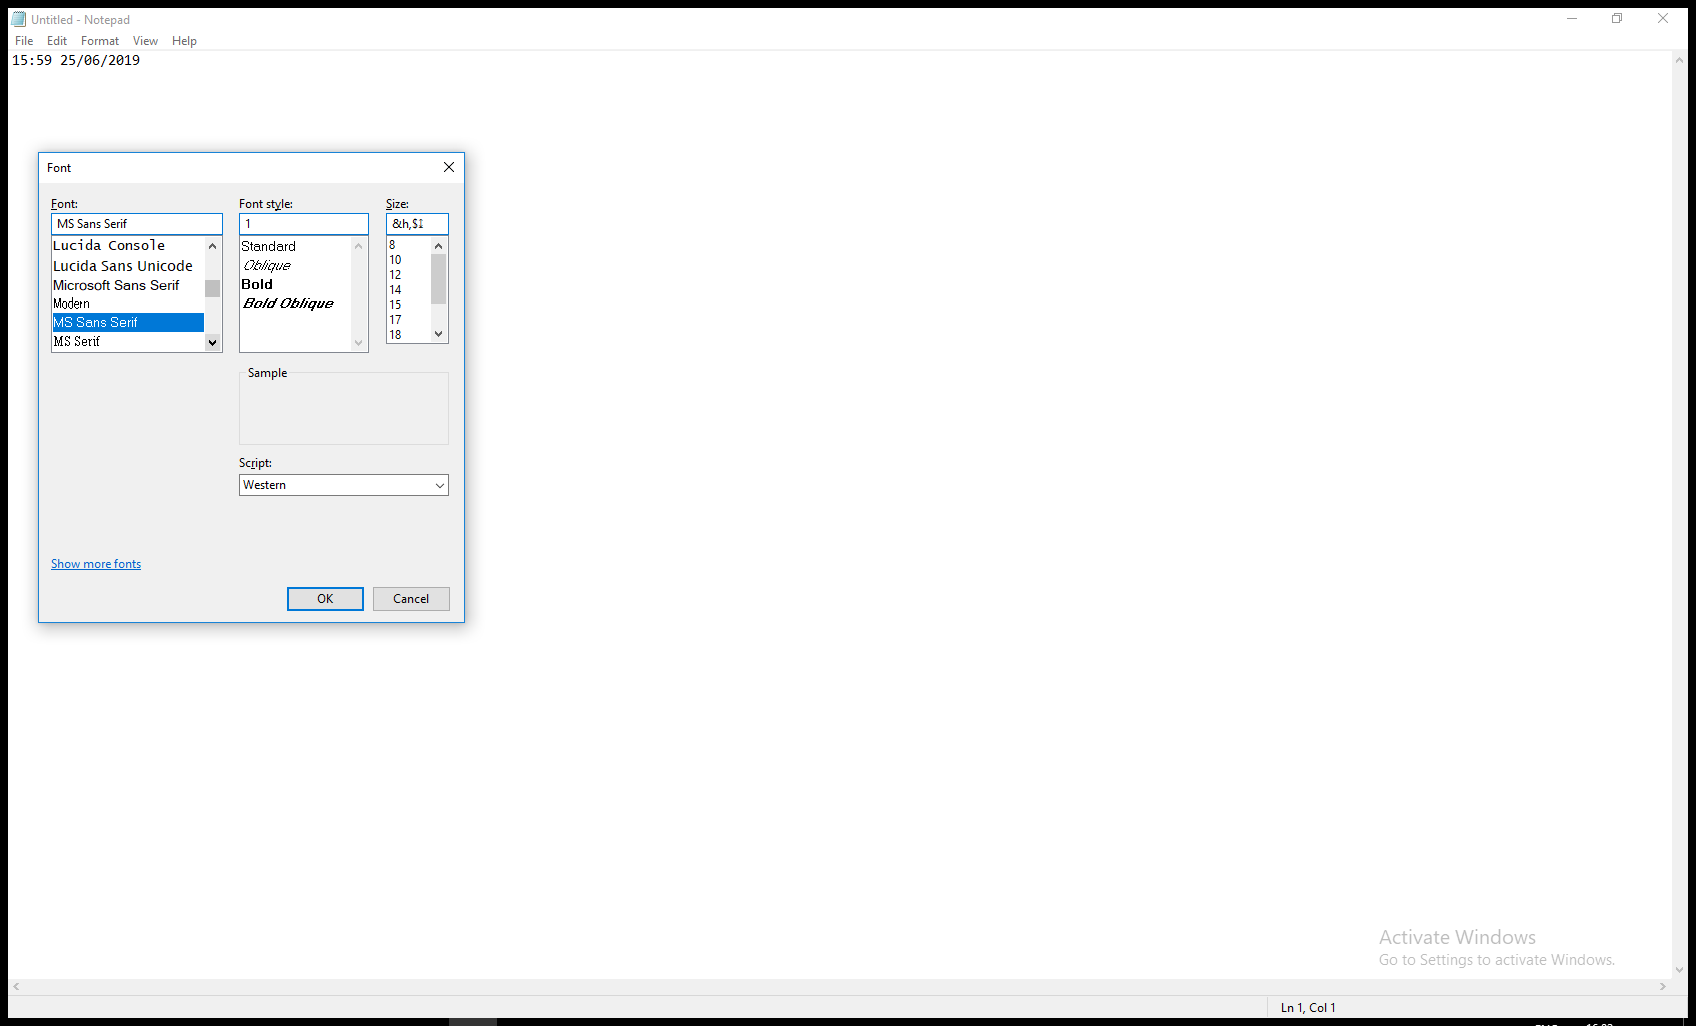 Untitled - Notepad
File Edit Format View Help
15:59 25/06/2019
Font
Font: Font style: Size:
MS Sans Serif 1 &h,$
Lucida Console
Lucida Sans Unicode
Microsoft Sans Serif
Modern
MS Sans Serif
MS Serif
Standard
Oblique
Bold
Bold Oblique
8
10
12
14
15
17
18
Sample
Script:
Western
Show more fonts
OK Cancel
Activate Windows
Go to Settings to activate Windows.
Ln 1, Col 1